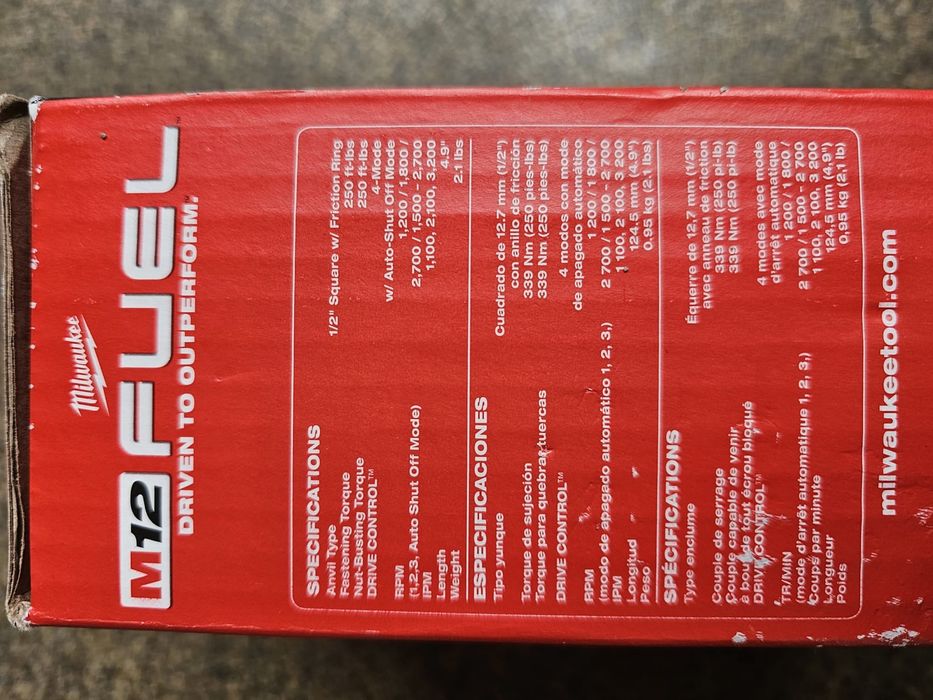 Milwaukee
M12 FUEL™
DRIVEN TO OUTPERFORM.™
SPECIFICATIONS
Anvil Type 1/2" Square w/ Friction Ring
Fastening Torque 250 ft-lbs
Nut-Busting Torque 250 ft-lbs
DRIVE CONTROL™ 4-Mode
w/ Auto-Shut Off Mode
RPM 1,200 / 1,800 /
(1,2,3, Auto Shut Off Mode) 2,700 / 1,500 - 2,700
IPM 1,100, 2,100, 3,200
Length 4.9"
Weight 2.1 lbs
ESPECIFICACIONES
Tipo yunque Cuadrado de 12.7 mm (1/2")
con anillo de fricción
Torque de sujeción 339 Nm (250 pies-lbs)
Torque para quebrar tuercas 339 Nm (250 pies-lbs)
DRIVE CONTROL™ 4 modos con mode
de apagado automático
RPM 1 200 / 1 800 /
(modo de apagado automático 1, 2, 3,) 2 700 / 1 500 - 2 700
IPM 1 100, 2 100, 3 200
Longitud 124.5 mm (4.9")
Peso 0.95 kg (2.1 lb)
SPÉCIFICATIONS
Type enclume Équerre de 12,7 mm (1/2")
avec anneau de friction
Couple de serrage 339 Nm (250 pi-lb)
Couple capable de venir 339 Nm (250 pi-lb)
à bout de tout écrou bloqué
DRIVE CONTROL™ 4 modes avec mode
d'arrêt automatique
TR/MIN 1 200 / 1 800 /
(mode d'arrêt automatique 1, 2, 3,) 2 700 / 1 500 - 2 700
Coups par minute 1 100, 2 100, 3 200
Longueur 124,5 mm (4,9")
Poids 0,95 kg (2,1 lb)
milwaukeetool.com